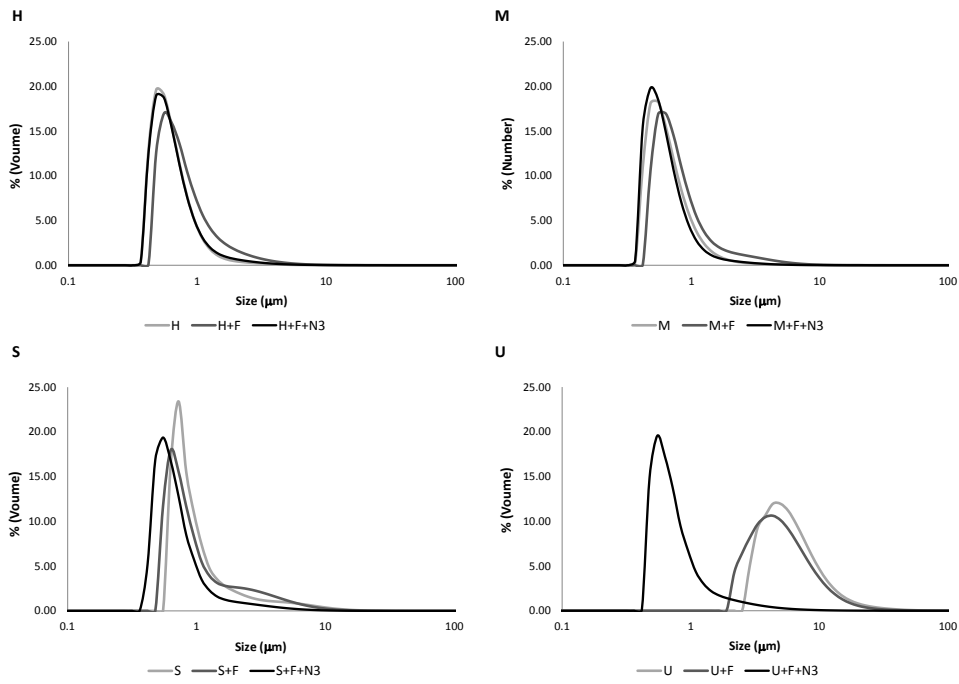 H
% (Voume)
25.00
20.00
15.00
10.00
5.00
0.00
0.1
1
10
100
Size (µm)
H H+F H+F+N3
M
% (Number)
25.00
20.00
15.00
10.00
5.00
0.00
0.1
1
10
100
Size (µm)
M M+F M+F+N3
S
% (Voume)
25.00
20.00
15.00
10.00
5.00
0.00
0.1
1
10
100
Size (µm)
S S+F S+F+N3
U
% (Voume)
25.00
20.00
15.00
10.00
5.00
0.00
0.1
1
10
100
Size (µm)
U U+F U+F+N3